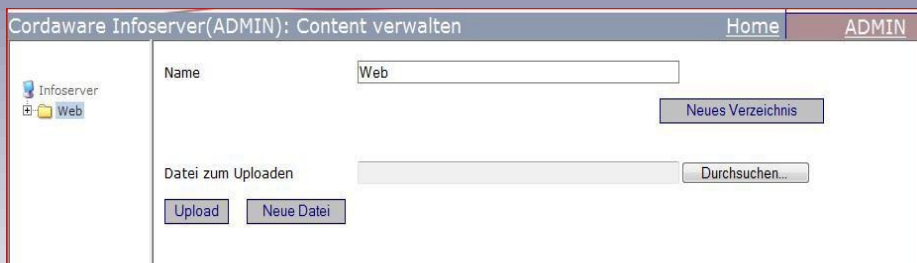 Cordaware Infoserver(ADMIN): Content verwalten Home ADMIN
Infoserver
Web
Name Web
Neues Verzeichnis
Datei zum Uploaden Durchsuchen...
Upload Neue Datei